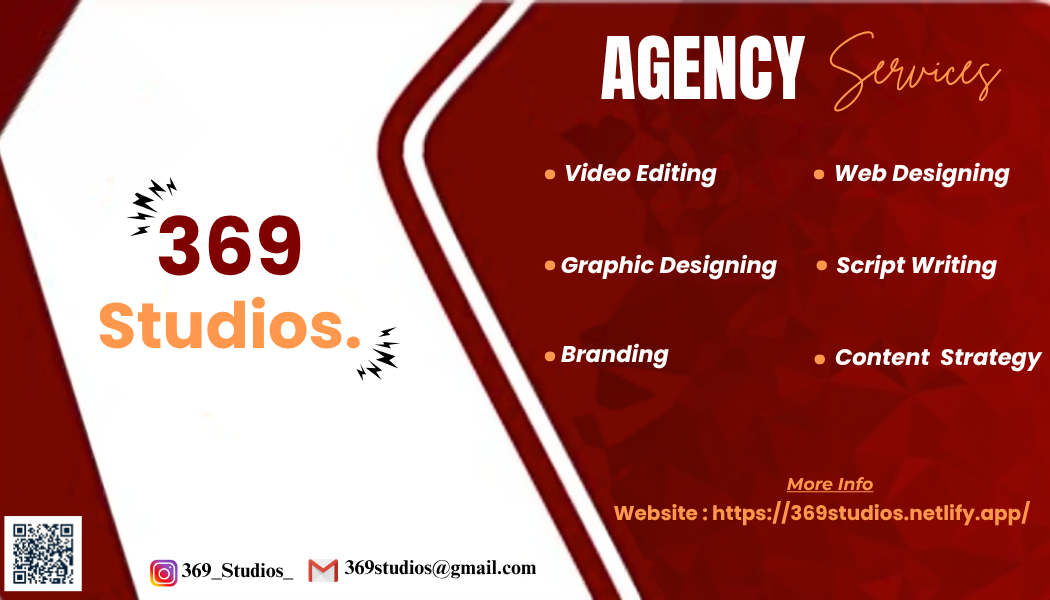 369
Studios.
369_Studios_
369studios@gmail.com
AGENCY Services
Video Editing
Web Designing
Graphic Designing
Script Writing
Branding
Content  Strategy
More Info
Website : https://369studios.netlify.app/